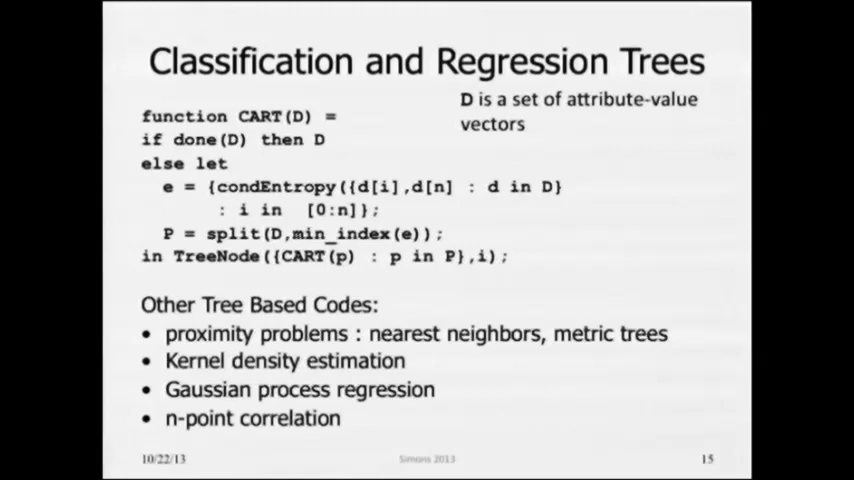 Classification and Regression Trees
D is a set of attribute-value
vectors
function CART(D) =
if done(D) then D
else let
e = {condEntropy({d[i],d[n] : d in D}
: i in [0:n]};
P = split(D,min_index(e));
in TreeNode({CART(p) : p in P},i);
Other Tree Based Codes:
• proximity problems : nearest neighbors, metric trees
• Kernel density estimation
• Gaussian process regression
• n-point correlation
10/22/13
Simons 2013
15